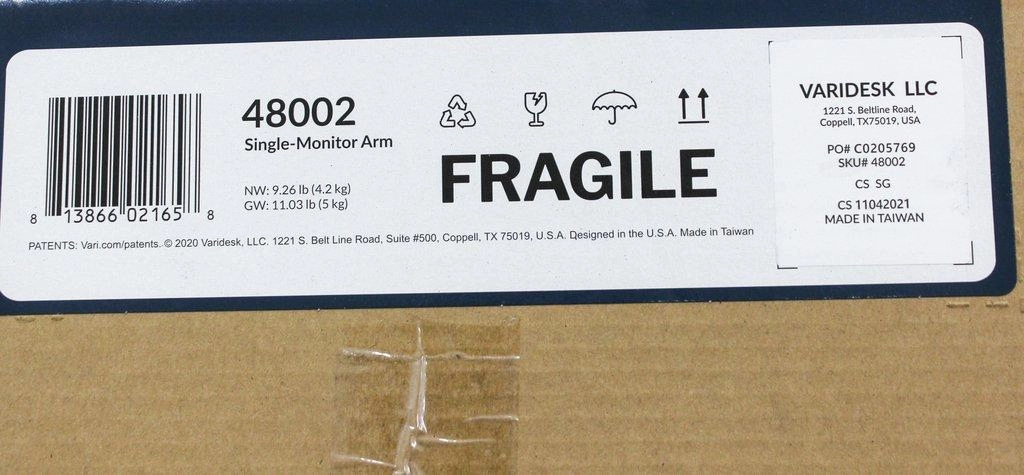 48002
Single-Monitor Arm
NW: 9.26 lb (4.2 kg)
GW: 11.03 lb (5 kg)
8 13866 02165 8
FRAGILE
PATENTS: Vari.com/patents. © 2020 Varidesk, LLC. 1221 S. Belt Line Road, Suite #500, Coppell, TX 75019, U.S.A. Designed in the U.S.A. Made in Taiwan
VARIDESK LLC
1221 S. Beltline Road,
Coppell, TX75019, USA
PO# C0205769
SKU# 48002
CS SG
CS 11042021
MADE IN TAIWAN